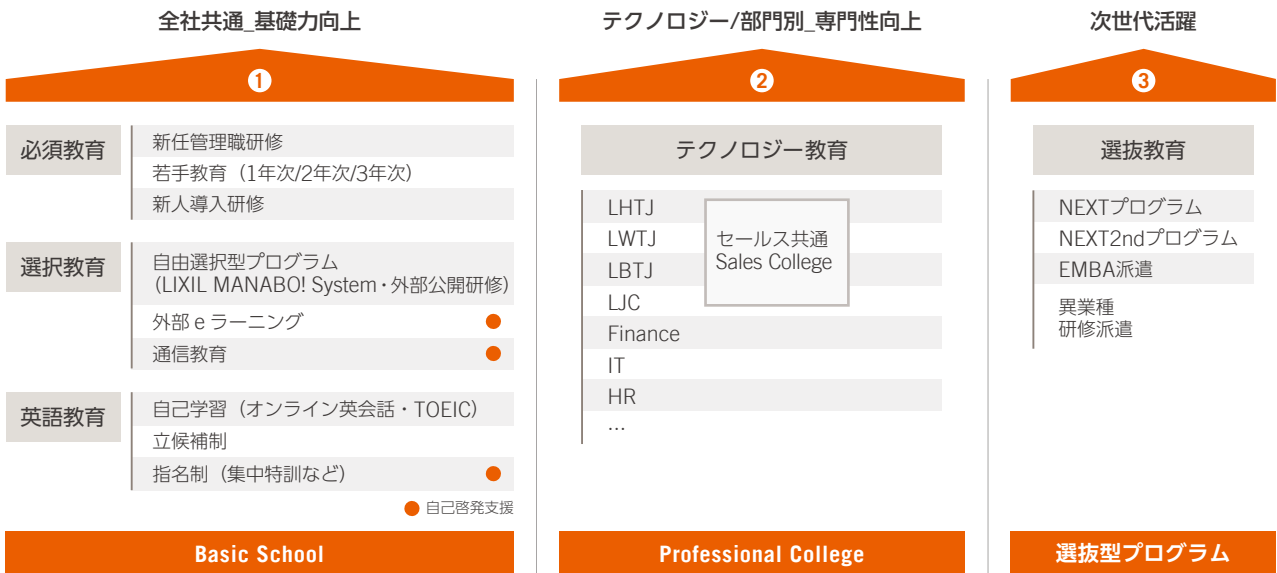 全社共通_基礎力向上
❶
必須教育
新任管理職研修
若手教育（1年次/2年次/3年次）
新人導入研修
選択教育
自由選択型プログラム
（LIXIL MANABO! System・外部公開研修）
外部 e ラーニング
通信教育
英語教育
自己学習（オンライン英会話・TOEIC）
立候補制
指名制（集中特訓など）
自己啓発支援
Basic School
テクノロジー/部門別_専門性向上
❷
テクノロジー教育
LHTJ
LWTJ
LBTJ
LJC
Finance
IT
HR
…
セールス共通
Sales College
Professional College
次世代活躍
❸
選抜教育
NEXTプログラム
NEXT2ndプログラム
EMBA派遣
異業種
研修派遣
選抜型プログラム